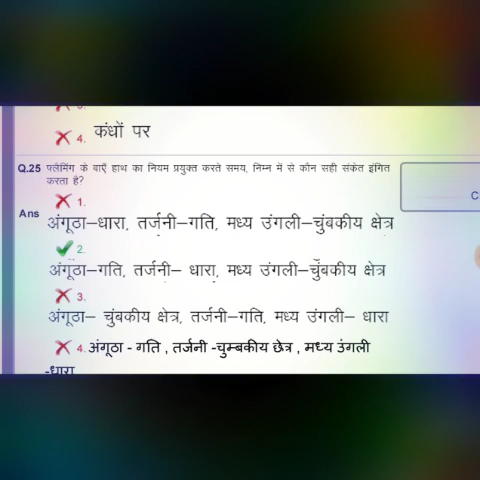 4. कंधों पर
Q.25 फ्लैमिंग के बाएँ हाथ का नियम प्रयुक्त करते समय, निम्न में से कौन सही संकेत इंगित
करता है?
Ans
1.
अंगूठा–धारा, तर्जनी–गति, मध्य उंगली–चुंबकीय क्षेत्र
2.
अंगूठा–गति, तर्जनी– धारा, मध्य उंगली–चुंबकीय क्षेत्र
3.
अंगूठा– चुंबकीय क्षेत्र, तर्जनी–गति, मध्य उंगली– धारा
4. अंगूठा - गति , तर्जनी -चुम्बकीय छेत्र , मध्य उंगली
-धारा